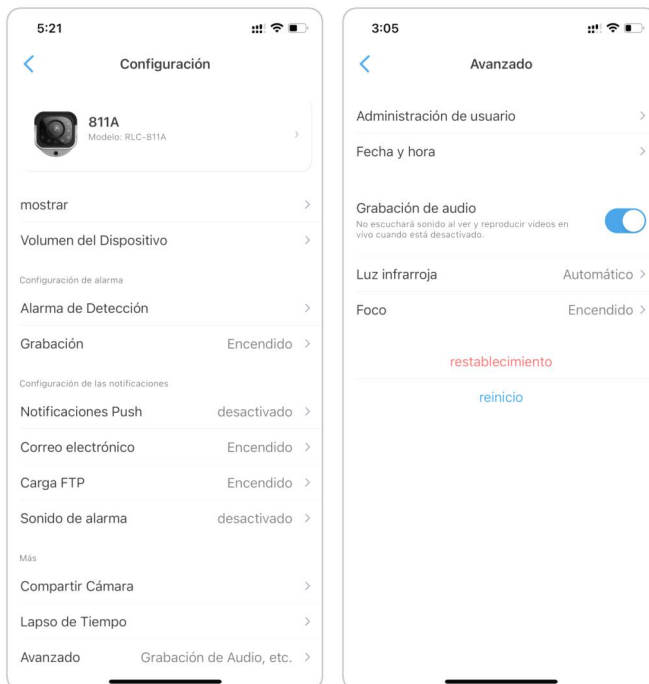 5:21
Configuración
811A
Modelo: RLC-811A
mostrar
Volumen del Dispositivo
Configuración de alarma
Alarma de Detección
Grabación Encendido
Configuración de las notificaciones
Notificaciones Push desactivado
Correo electrónico Encendido
Carga FTP Encendido
Sonido de alarma desactivado
Más
Compartir Cámara
Lapso de Tiempo
Avanzado Grabación de Audio, etc.
3:05
Avanzado
Administración de usuario
Fecha y hora
Grabación de audio
No escuchará sonido al ver y reproducir videos en
vivo cuando está desactivado.
Luz infrarroja Automático
Foco Encendido
restablecimiento
reinicio